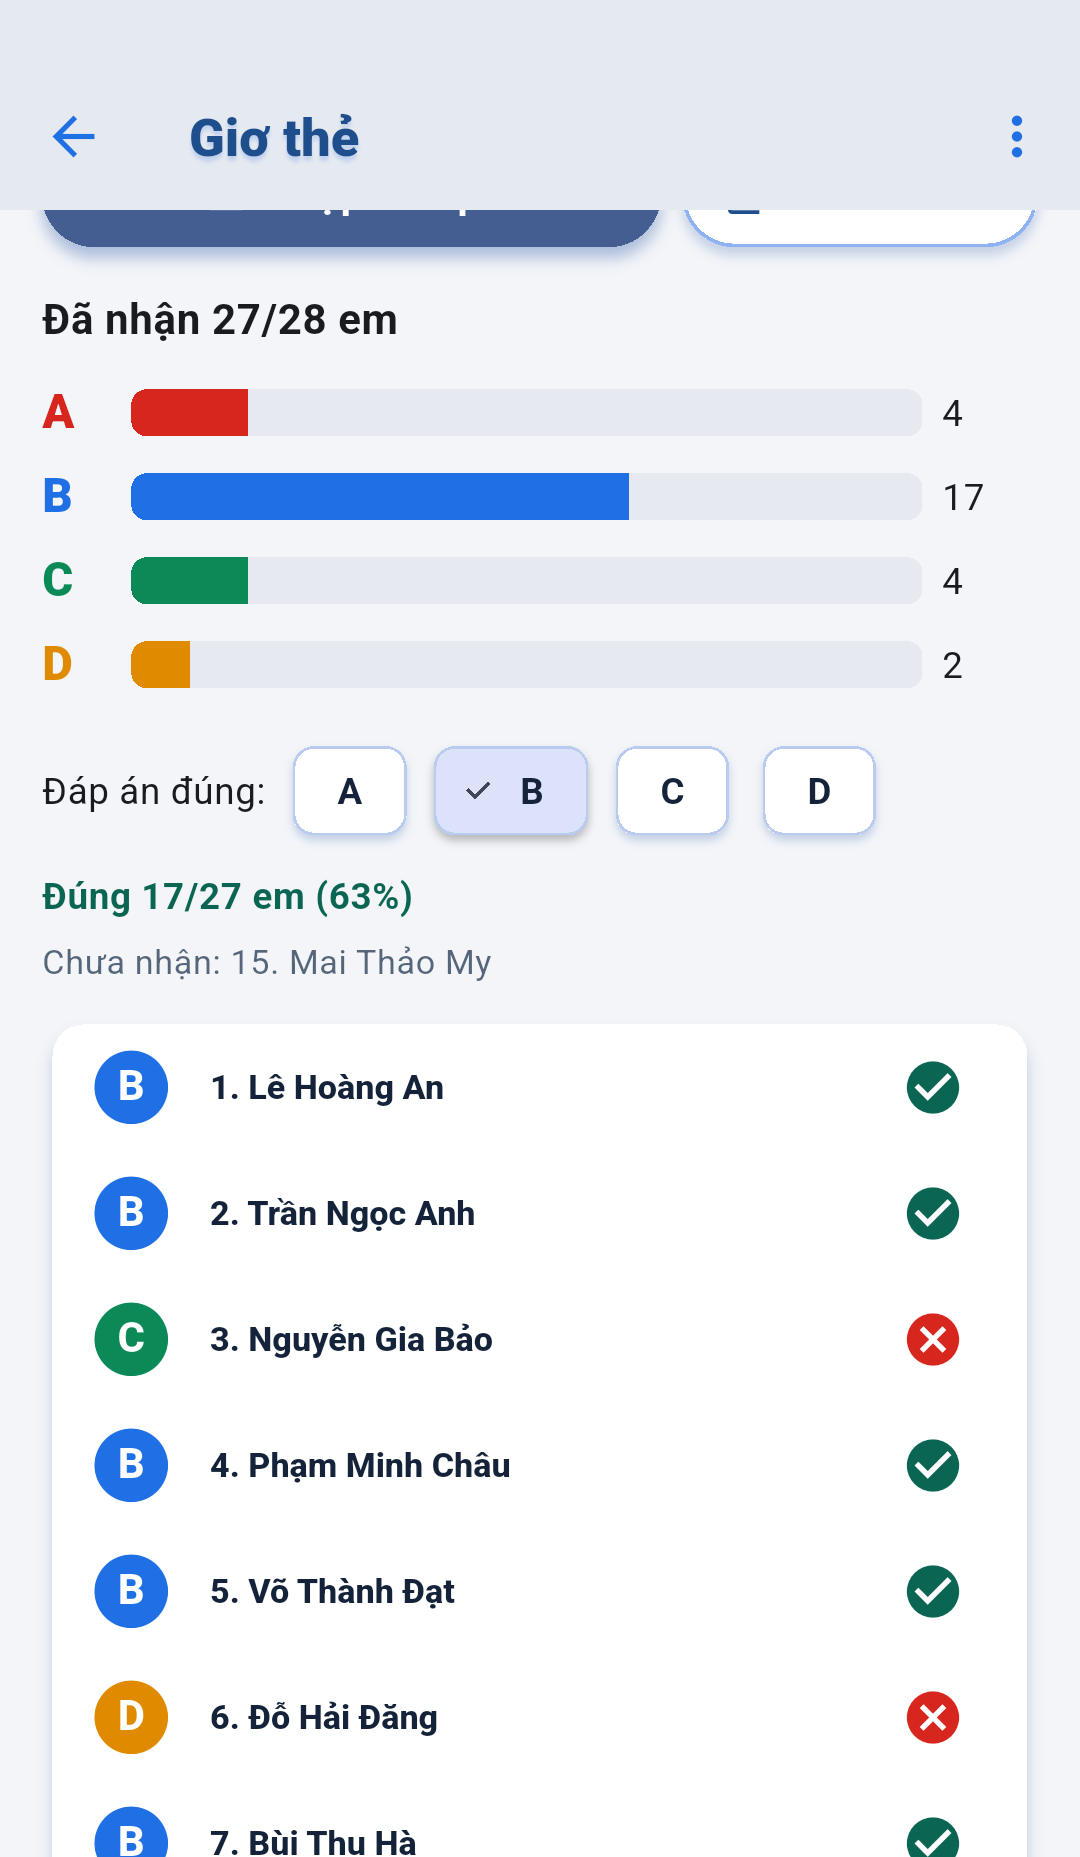 Giơ thẻ
Đã nhận 27/28 em
A 4
B 17
C 4
D 2
Đáp án đúng: A B C D
Đúng 17/27 em (63%)
Chưa nhận: 15. Mai Thảo My
B 1. Lê Hoàng An
B 2. Trần Ngọc Anh
C 3. Nguyễn Gia Bảo
B 4. Phạm Minh Châu
B 5. Võ Thành Đạt
D 6. Đỗ Hải Đăng
B 7. Bùi Thu Hà